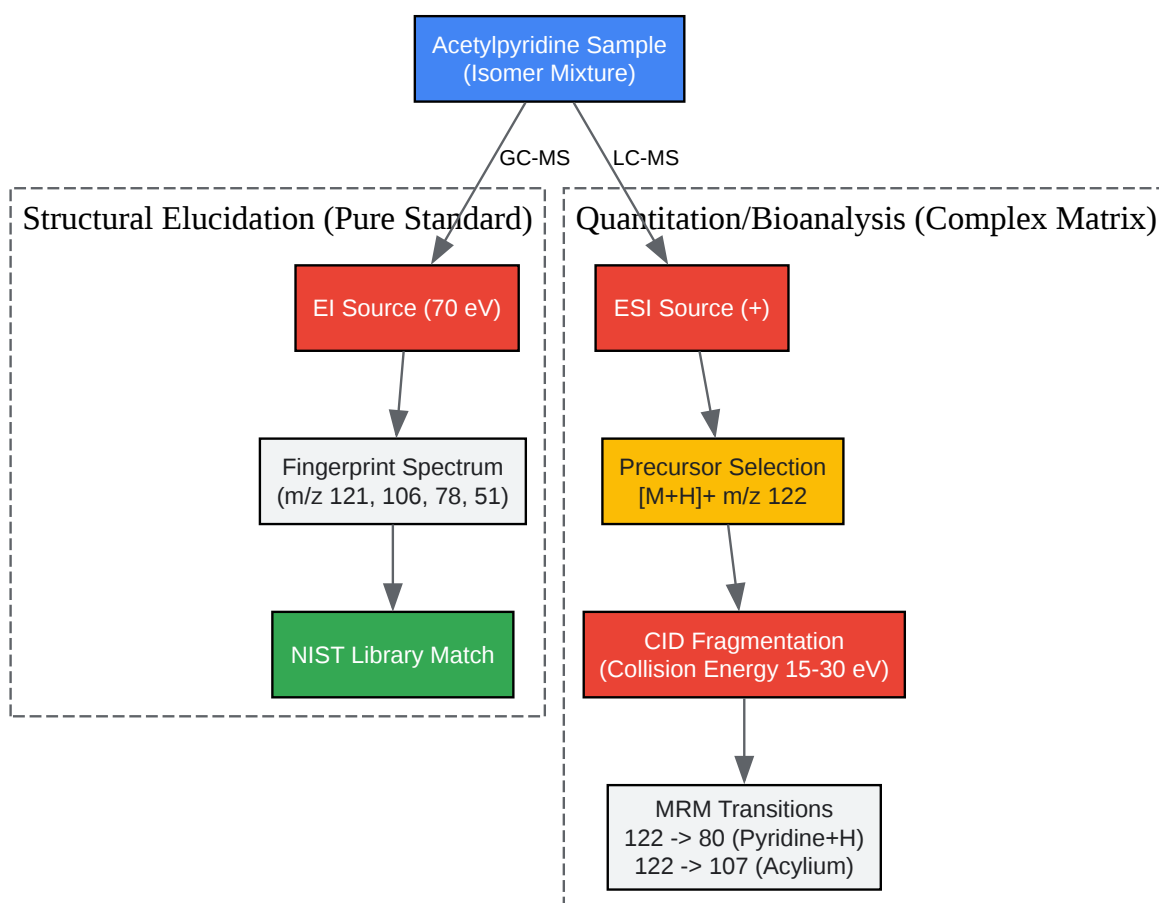 Acetylpyridine Sample
(Isomer Mixture)
GC-MS
LC-MS
Structural Elucidation (Pure Standard)
EI Source (70 eV)
Fingerprint Spectrum
(m/z 121, 106, 78, 51)
NIST Library Match
Quantitation/Bioanalysis (Complex Matrix)
ESI Source (+)
Precursor Selection
[M+H]+ m/z 122
CID Fragmentation
(Collision Energy 15-30 eV)
MRM Transitions
122 -> 80 (Pyridine+H)
122 -> 107 (Acylium)